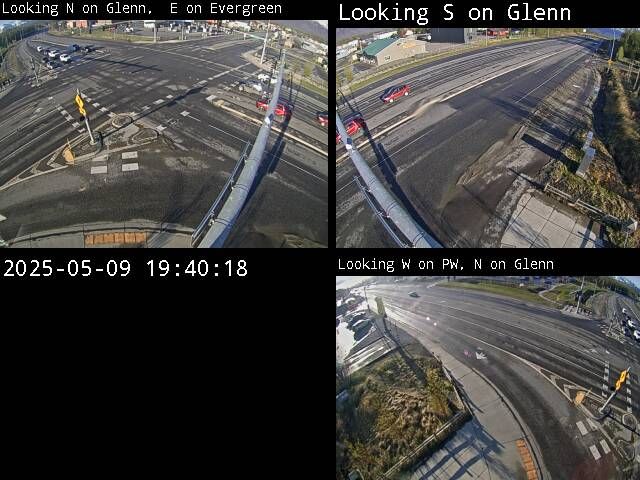 Looking N on Glenn,  E on Evergreen
Looking S on Glenn
2025-05-09 19:40:18
Looking W on PW, N on Glenn